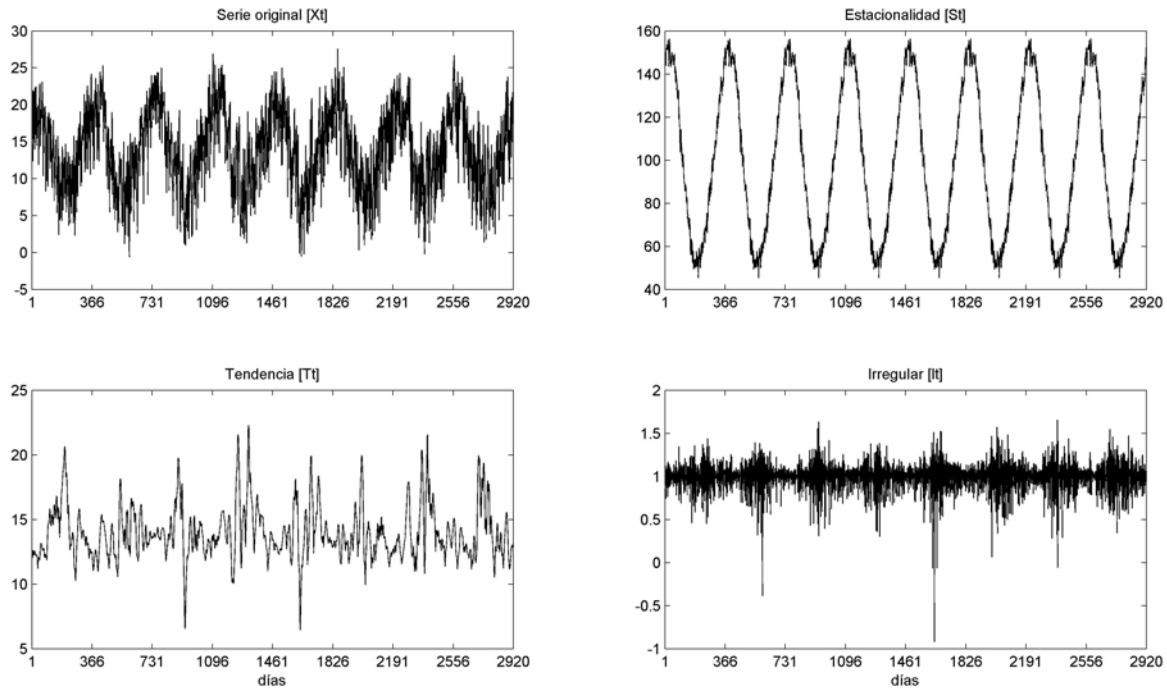 Serie original [Xt]
30
25
20
15
10
5
0
-5
1 366 731 1096 1461 1826 2191 2556 2920
Estacionalidad [St]
160
140
120
100
80
60
40
1 366 731 1096 1461 1826 2191 2556 2920
Tendencia [Tt]
25
20
15
10
5
1 366 731 1096 1461 1826 2191 2556 2920
días
Irregular [It]
2
1.5
1
0.5
0
-0.5
-1
1 366 731 1096 1461 1826 2191 2556 2920
días